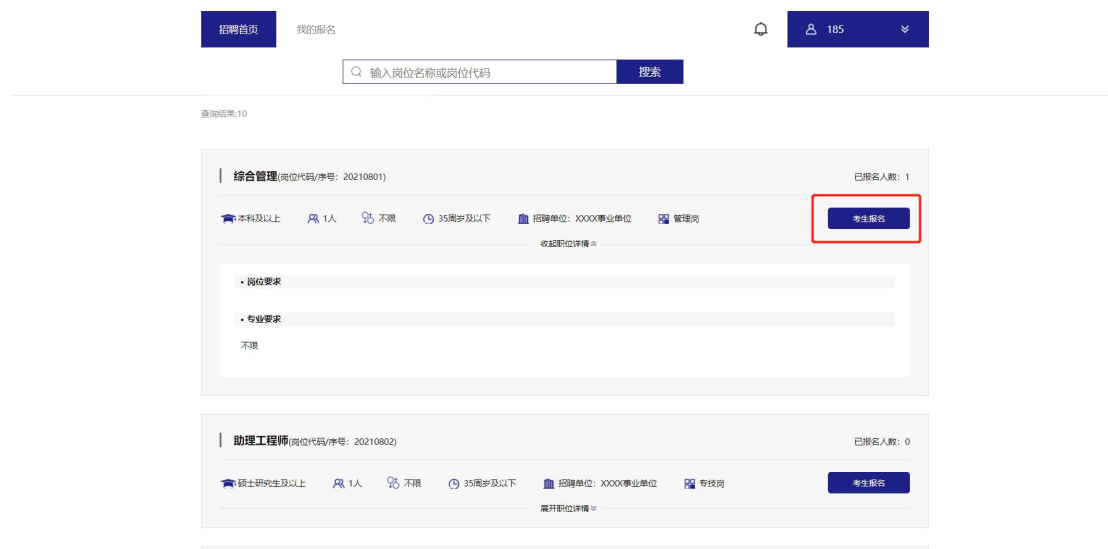 招聘首页 我的报名 185
输入岗位名称或岗位代码 搜索
查询结果:10
综合管理(岗位代码/序号: 20210801) 已报名人数: 1
本科及以上 1人 不限 35周岁及以下 招聘单位: XXXX事业单位 管理岗 考生报名
收起职位详情
• 岗位要求
• 专业要求
不限
助理工程师(岗位代码/序号: 20210802) 已报名人数: 0
硕士研究生及以上 1人 不限 35周岁及以下 招聘单位: XXXX事业单位 专技岗 考生报名
展开职位详情